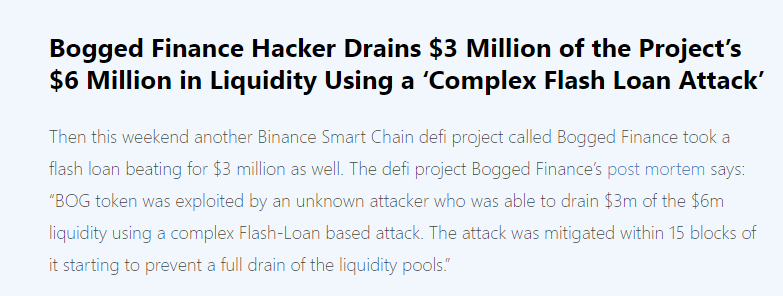 Bogged Finance Hacker Drains $3 Million of the Project’s
$6 Million in Liquidity Using a ‘Complex Flash Loan Attack’
Then this weekend another Binance Smart Chain defi project called Bogged Finance took a
flash loan beating for $3 million as well. The defi project Bogged Finance’s post mortem says:
“BOG token was exploited by an unknown attacker who was able to drain $3m of the $6m
liquidity using a complex Flash-Loan based attack. The attack was mitigated within 15 blocks of
it starting to prevent a full drain of the liquidity pools.”